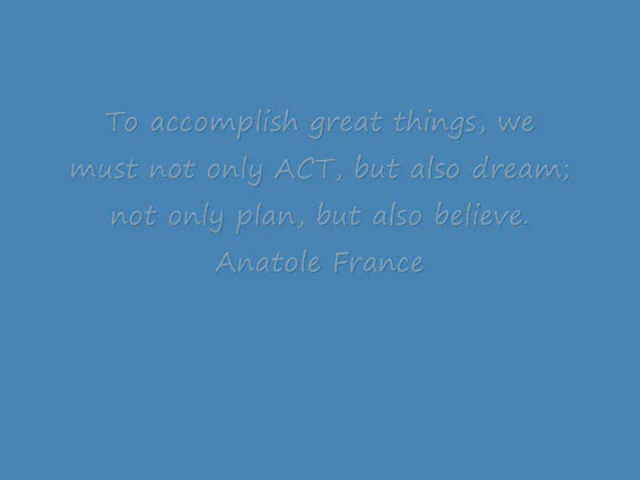 To accomplish great things, we
must not only ACT, but also dream;
not only plan, but also believe.
Anatole France